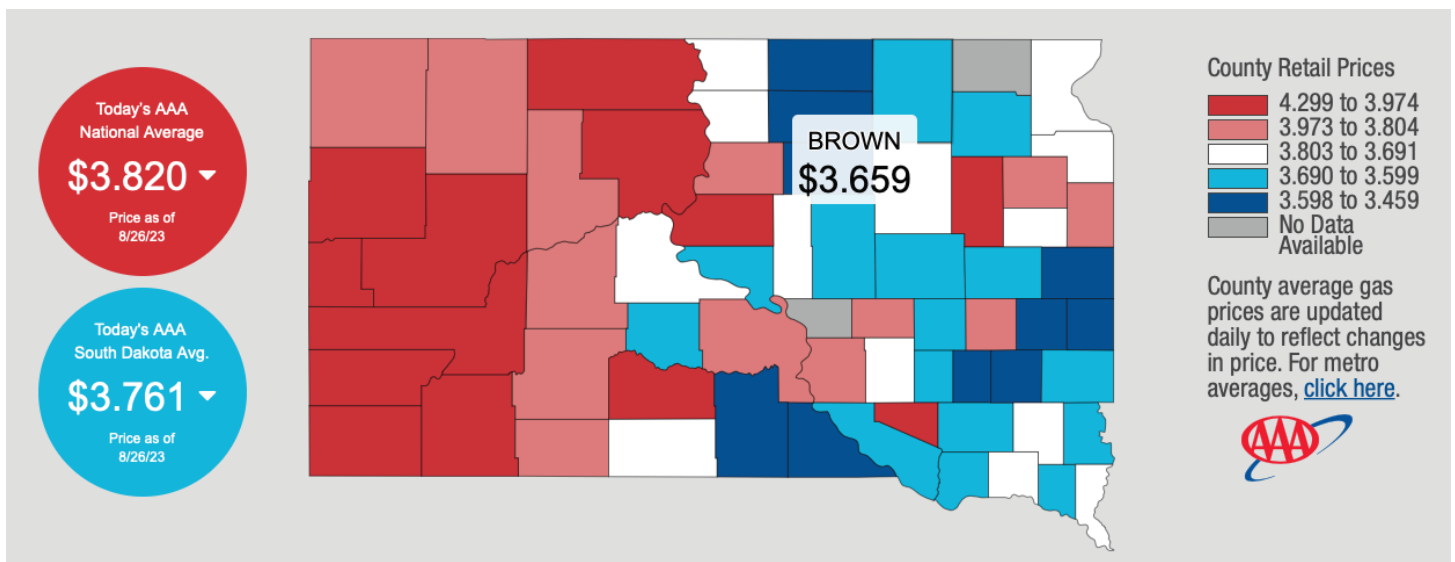 Today's AAA
National Average
$3.820
Price as of
8/26/23
Today's AAA
South Dakota Avg.
$3.761
Price as of
8/26/23
BROWN
$3.659
County Retail Prices
4.299 to 3.974
3.973 to 3.804
3.803 to 3.691
3.690 to 3.599
3.598 to 3.459
No Data
Available
County average gas
prices are updated
daily to reflect changes
in price. For metro
averages, click here.
AAA